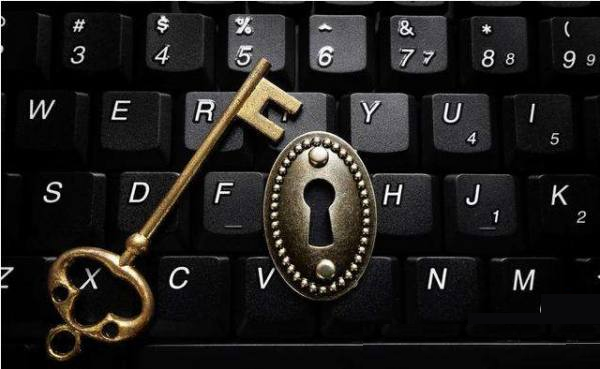 # $ % ^ & * (
3 4 5 6 7 7 8 8 9 9
W E R Y U 4 I 5
S D F _ H J 1 K 2
Z X C V N M